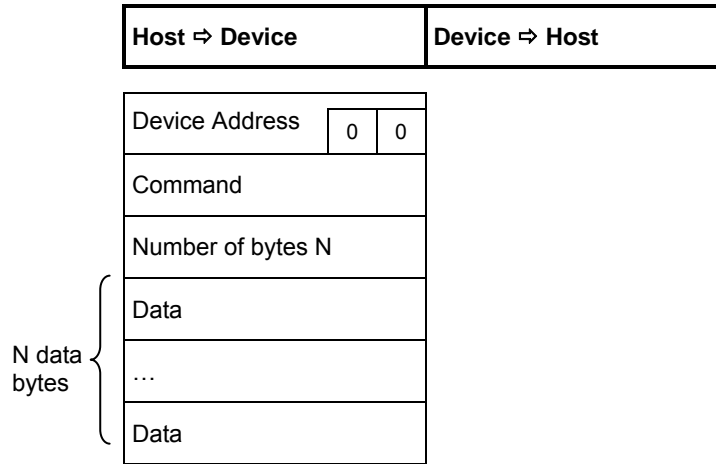 Host ⇨ Device
Device ⇨ Host
Device Address 0 0
Command
Number of bytes N
Data
N data
bytes
…
Data